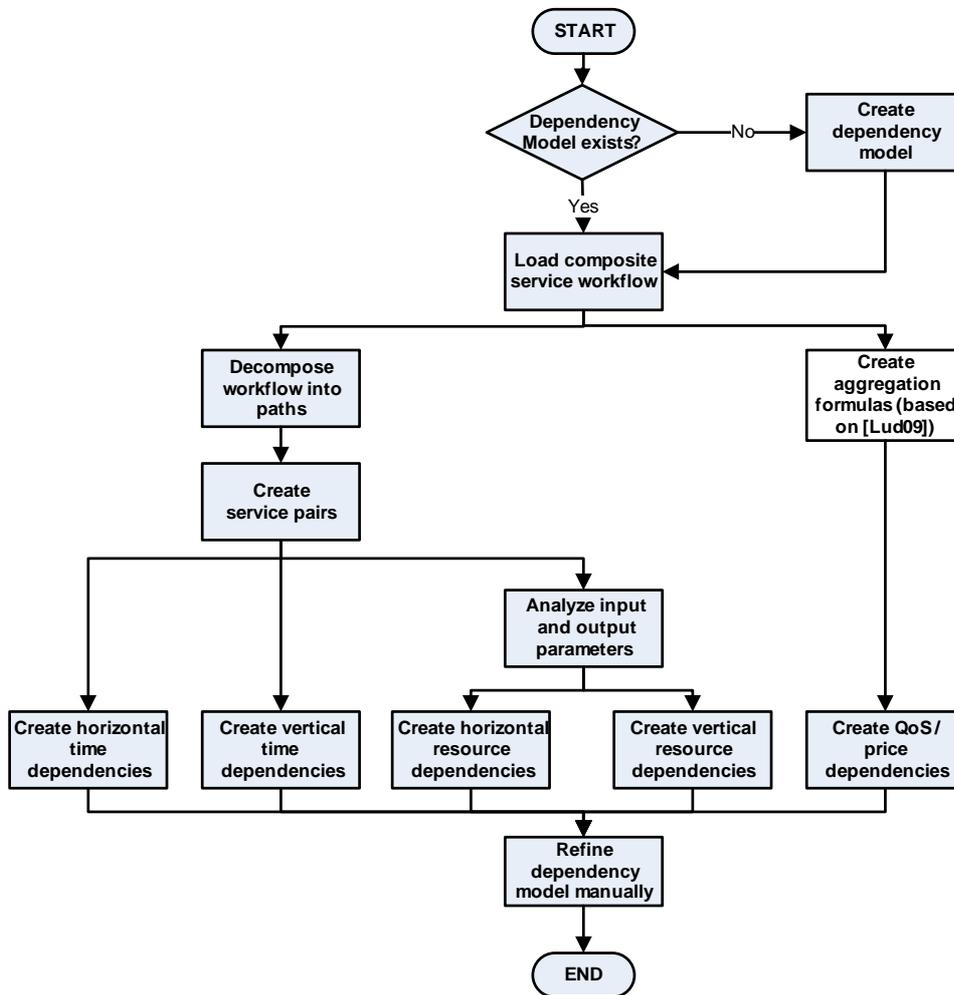 START
Dependency
Model exists?
No
Create
dependency
model
Yes
Load composite
service workflow
Decompose
workflow into
paths
Create
aggregation
formulas (based
on [Lud09])
Create
service pairs
Analyze input
and output
parameters
Create horizontal
time
dependencies
Create vertical
time
dependencies
Create horizontal
resource
dependencies
Create vertical
resource
dependencies
Create QoS/
price
dependencies
Refine
dependency
model manually
END